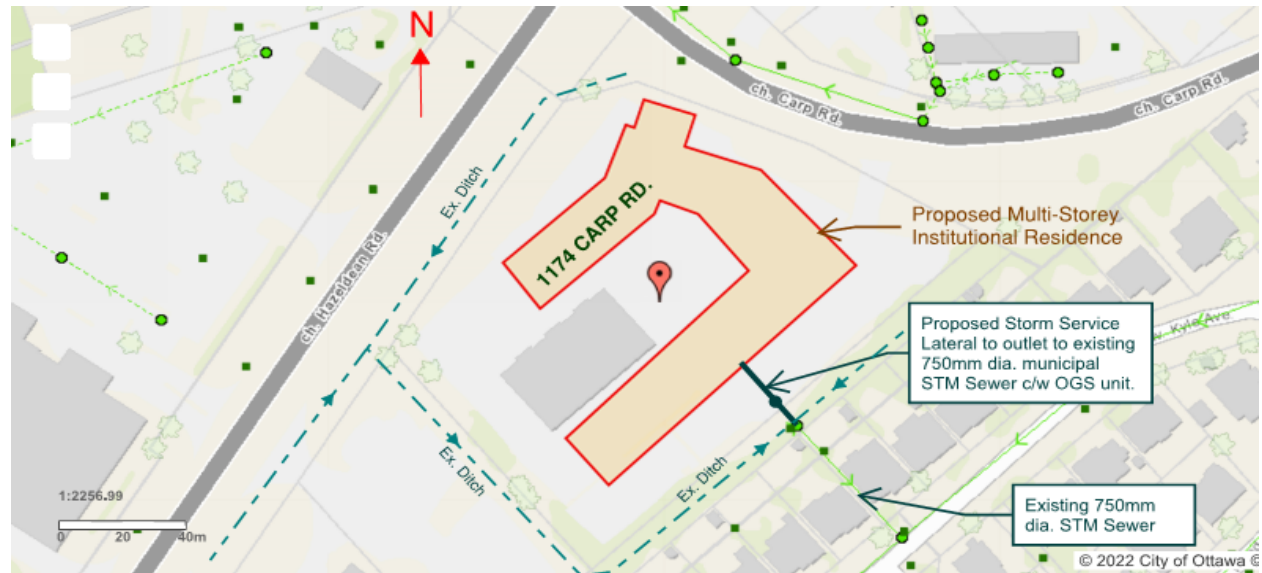 N
ch. Carp Rd.
ch. Carp Rd.
Ex. Ditch
1174 CARP RD.
Proposed Multi-Storey
Institutional Residence
ch. Hazeldean Rd.
Proposed Storm Service
Lateral to outlet to existing
750mm dia. municipal
STM Sewer c/w OGS unit.
v. Kyle Ave.
Ex. Ditch
Ex. Ditch
1:2256.99
0 20 40m
Existing 750mm
dia. STM Sewer
© 2022 City of Ottawa ©